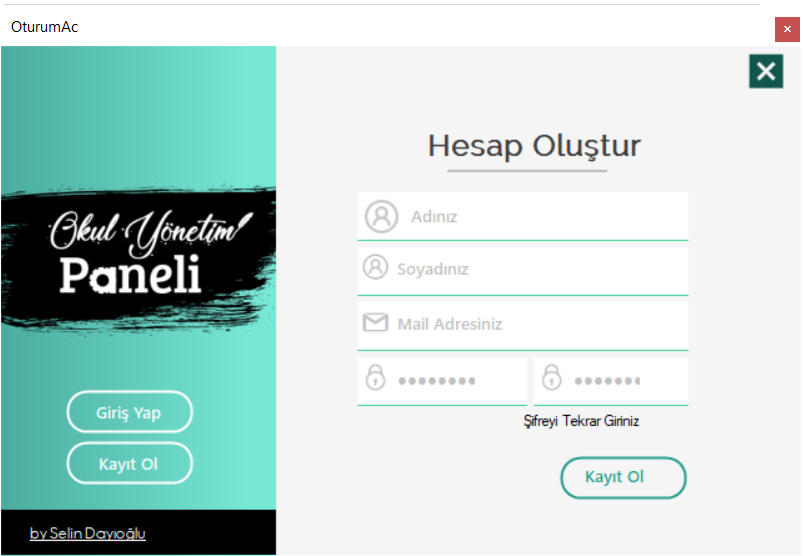 OturumAc
Okul Yönetim
Paneli
Giriş Yap
Kayıt Ol
by Selin Dayıoğlu
Hesap Oluştur
Adınız
Soyadınız
Mail Adresiniz
Şifreyi Tekrar Giriniz
Kayıt Ol